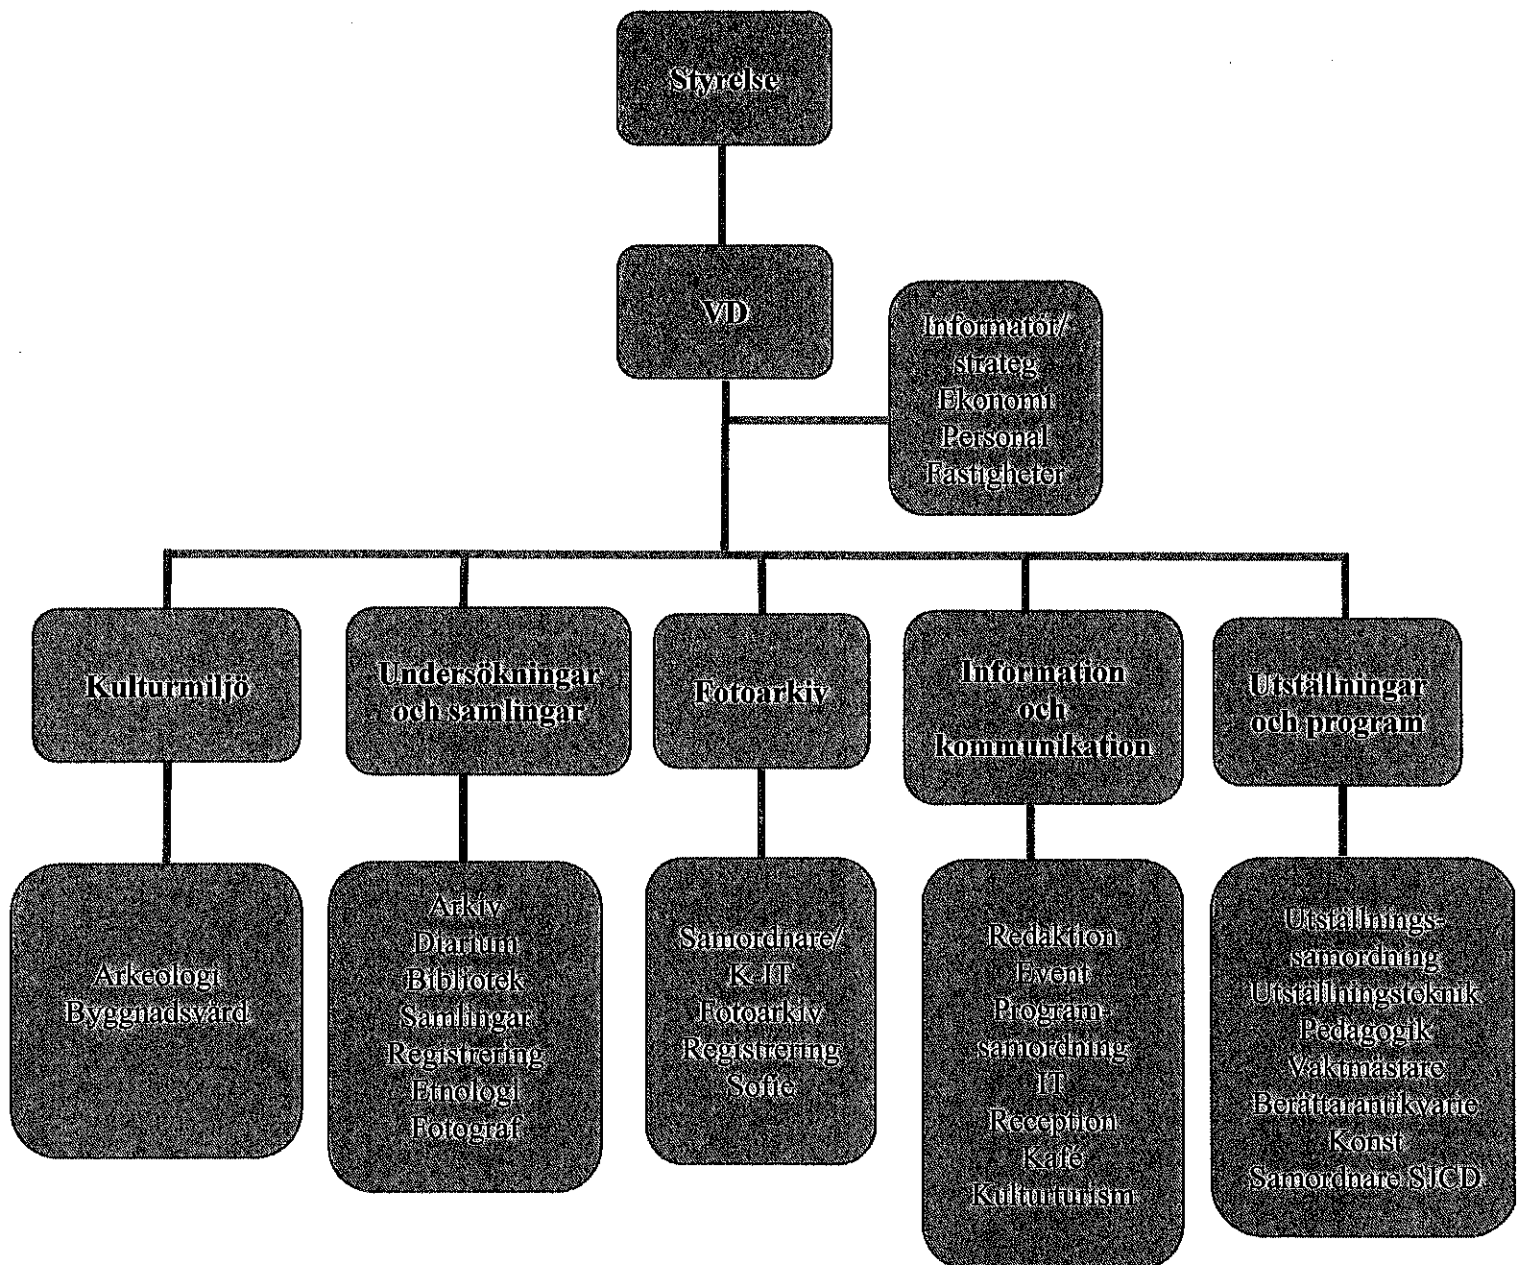 Styrelse
VD
Informatör/
strateg
Ekonomi
Personal
Fastigheter
Kulturmiljö
Undersökningar
och samlingar
Fotoarkiv
Information
och
kommunikation
Utställningar
och program
Arkeologi
Byggnadsvård
Arkiv
Diarium
Bibliotek
Samlingar
Registrering
Etnologi
Fotograf
Samordnare/
K-IT
Fotoarkiv
Registrering
Sofie
Redaktion
Event
Program-
samordning
IT
Reception
Kafé
Kulturturism
Utställnings-
samordning
Utställningsteknik
Pedagogik
Vaktmästare
Berättarantikvarie
Konst
Samordnare SICD